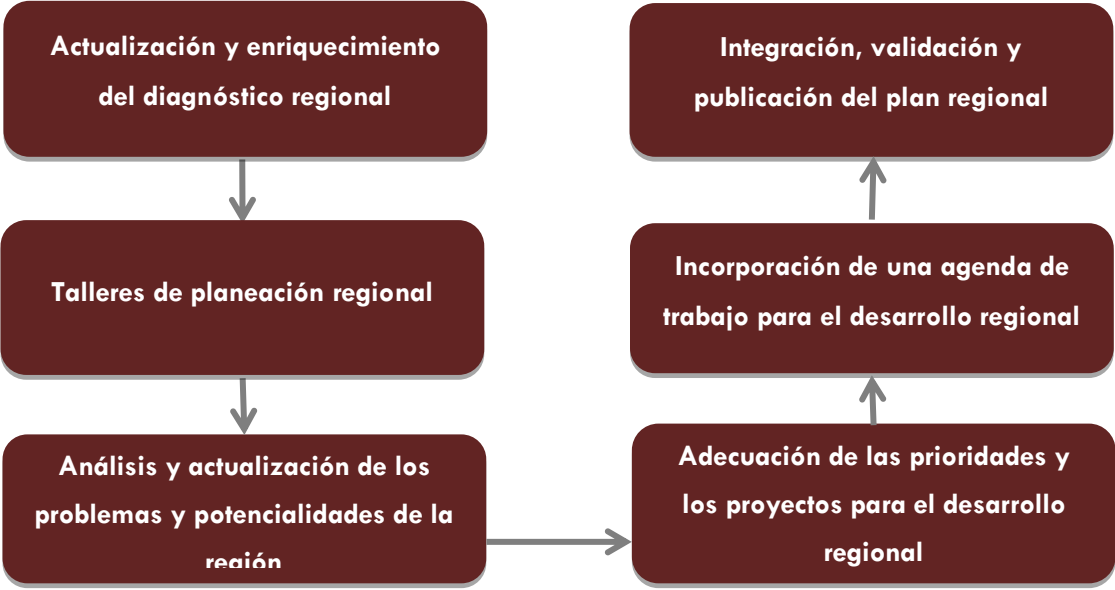 Actualización y enriquecimiento
del diagnóstico regional
Talleres de planeación regional
Análisis y actualización de los
problemas y potencialidades de la
región
Adecuación de las prioridades y
los proyectos para el desarrollo
regional
Incorporación de una agenda de
trabajo para el desarrollo regional
Integración, validación y
publicación del plan regional